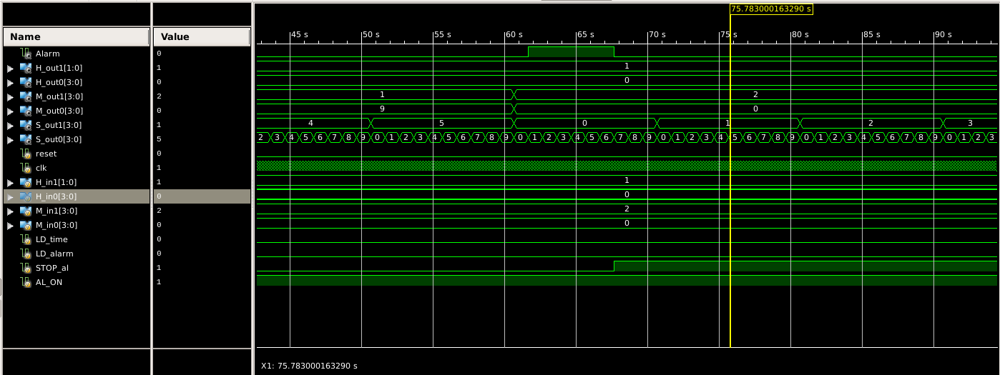 75.783000163290 s
Name Value
45 s 50 s 55 s 60 s 65 s 70 s 75 s 80 s 85 s 90 s
Alarm 0
H_out1[1:0] 1 1
H_out0[3:0] 0 0
M_out1[3:0] 2 1 2
M_out0[3:0] 0 9 0
S_out1[3:0] 1 4 5 0 1 2 3
S_out0[3:0] 5 2 3 4 5 6 7 8 9 0 1 2 3 4 5 6 7 8 9 0 1 2 3 4 5 6 7 8 9 0 1 2 3 4 5 6 7 8 9 0 1 2 3 4 5 6 7 8 9 0 1 2 3
reset 0
clk 1
H_in1[1:0] 1 1
H_in0[3:0] 0 0
M_in1[3:0] 2 2
M_in0[3:0] 0 0
LD_time 0
LD_alarm 0
STOP_al 1
AL_ON 1
X1: 75.783000163290 s